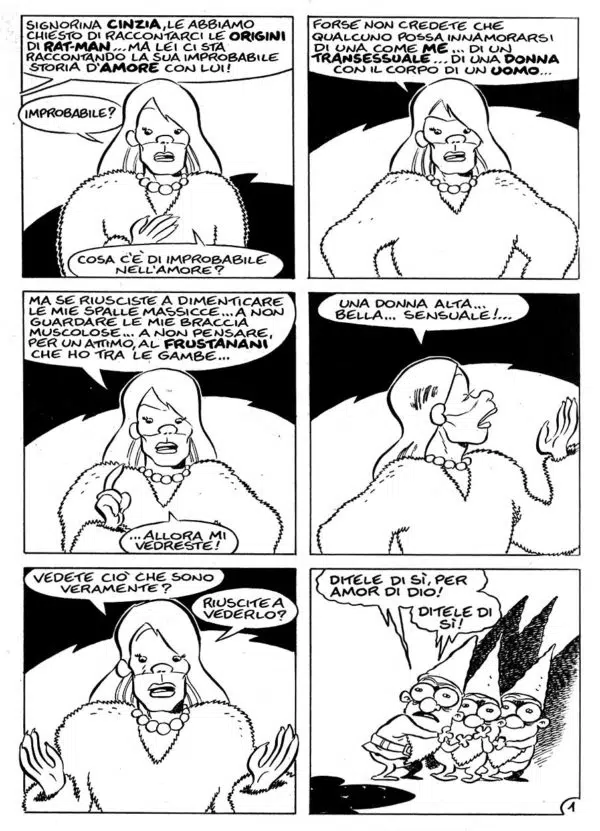 SIGNORINA CINZIA, LE ABBIAMO
CHIESTO DI RACCONTARCI LE ORIGINI
DI RAT-MAN... MA LEI CI STA
RACCONTANDO LA SUA IMPROBABILE
STORIA D'AMORE CON LUI!
IMPROBABILE?
COSA C'È DI IMPROBABILE
NELL'AMORE?
FORSE NON CREDETE CHE
QUALCUNO POSSA INNAMORARSI
DI UNA COME ME... DI UN
TRANSESSUALE... DI UNA DONNA
CON IL CORPO DI UN UOMO...
MA SE RIUSCISTE A DIMENTICARE
LE MIE SPALLE MASSICCE... A NON
GUARDARE LE MIE BRACCIA
MUSCOLOSE... A NON PENSARE,
PER UN ATTIMO, AL FRUSTANANI
CHE HO TRA LE GAMBE...
...ALLORA MI
VEDRESTE!
UNA DONNA ALTA...
BELLA... SENSUALE!...
VEDETE CIÒ CHE SONO
VERAMENTE?
RIUSCITE A
VEDERLO?
DITELE DI SÌ, PER
AMOR DI DIO!
DITELE DI
SÌ!
1